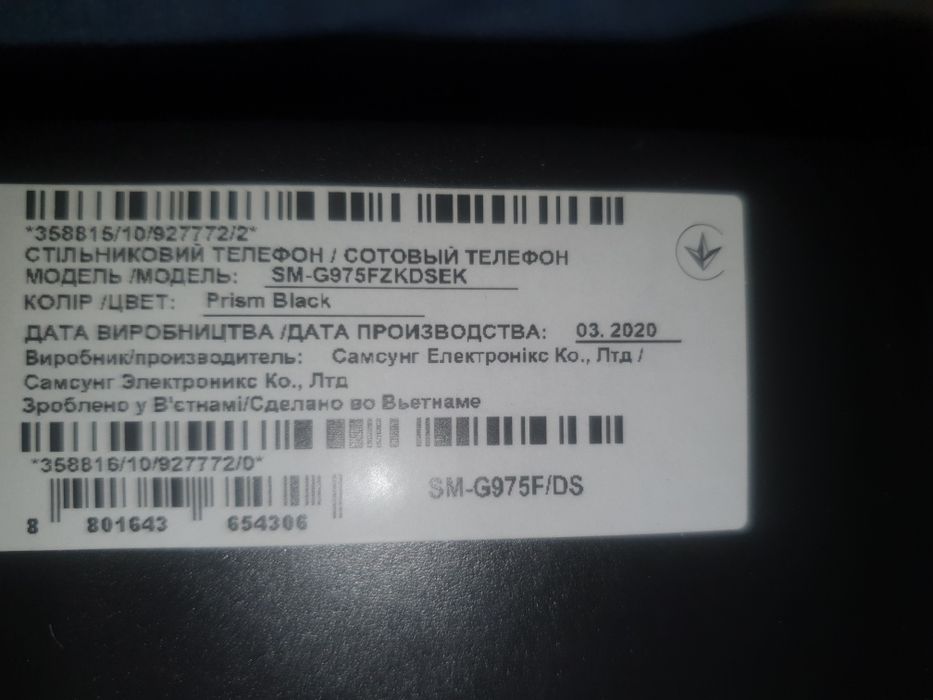 *358815/10/927772/2*
СТІЛЬНИКОВИЙ ТЕЛЕФОН / СОТОВЫЙ ТЕЛЕФОН
МОДЕЛЬ /МОДЕЛЬ: SM-G975FZKDSEK
КОЛІР /ЦВЕТ: Prism Black
ДАТА ВИРОБНИЦТВА /ДАТА ПРОИЗВОДСТВА: 03. 2020
Виробник/производитель: Самсунг Електронікс Ко., Лтд /
Самсунг Электроникс Ко., Лтд
Зроблено у В'єтнамі/Сделано во Вьетнаме
*358816/10/927772/0*
SM-G975F/DS
8 801643 654306